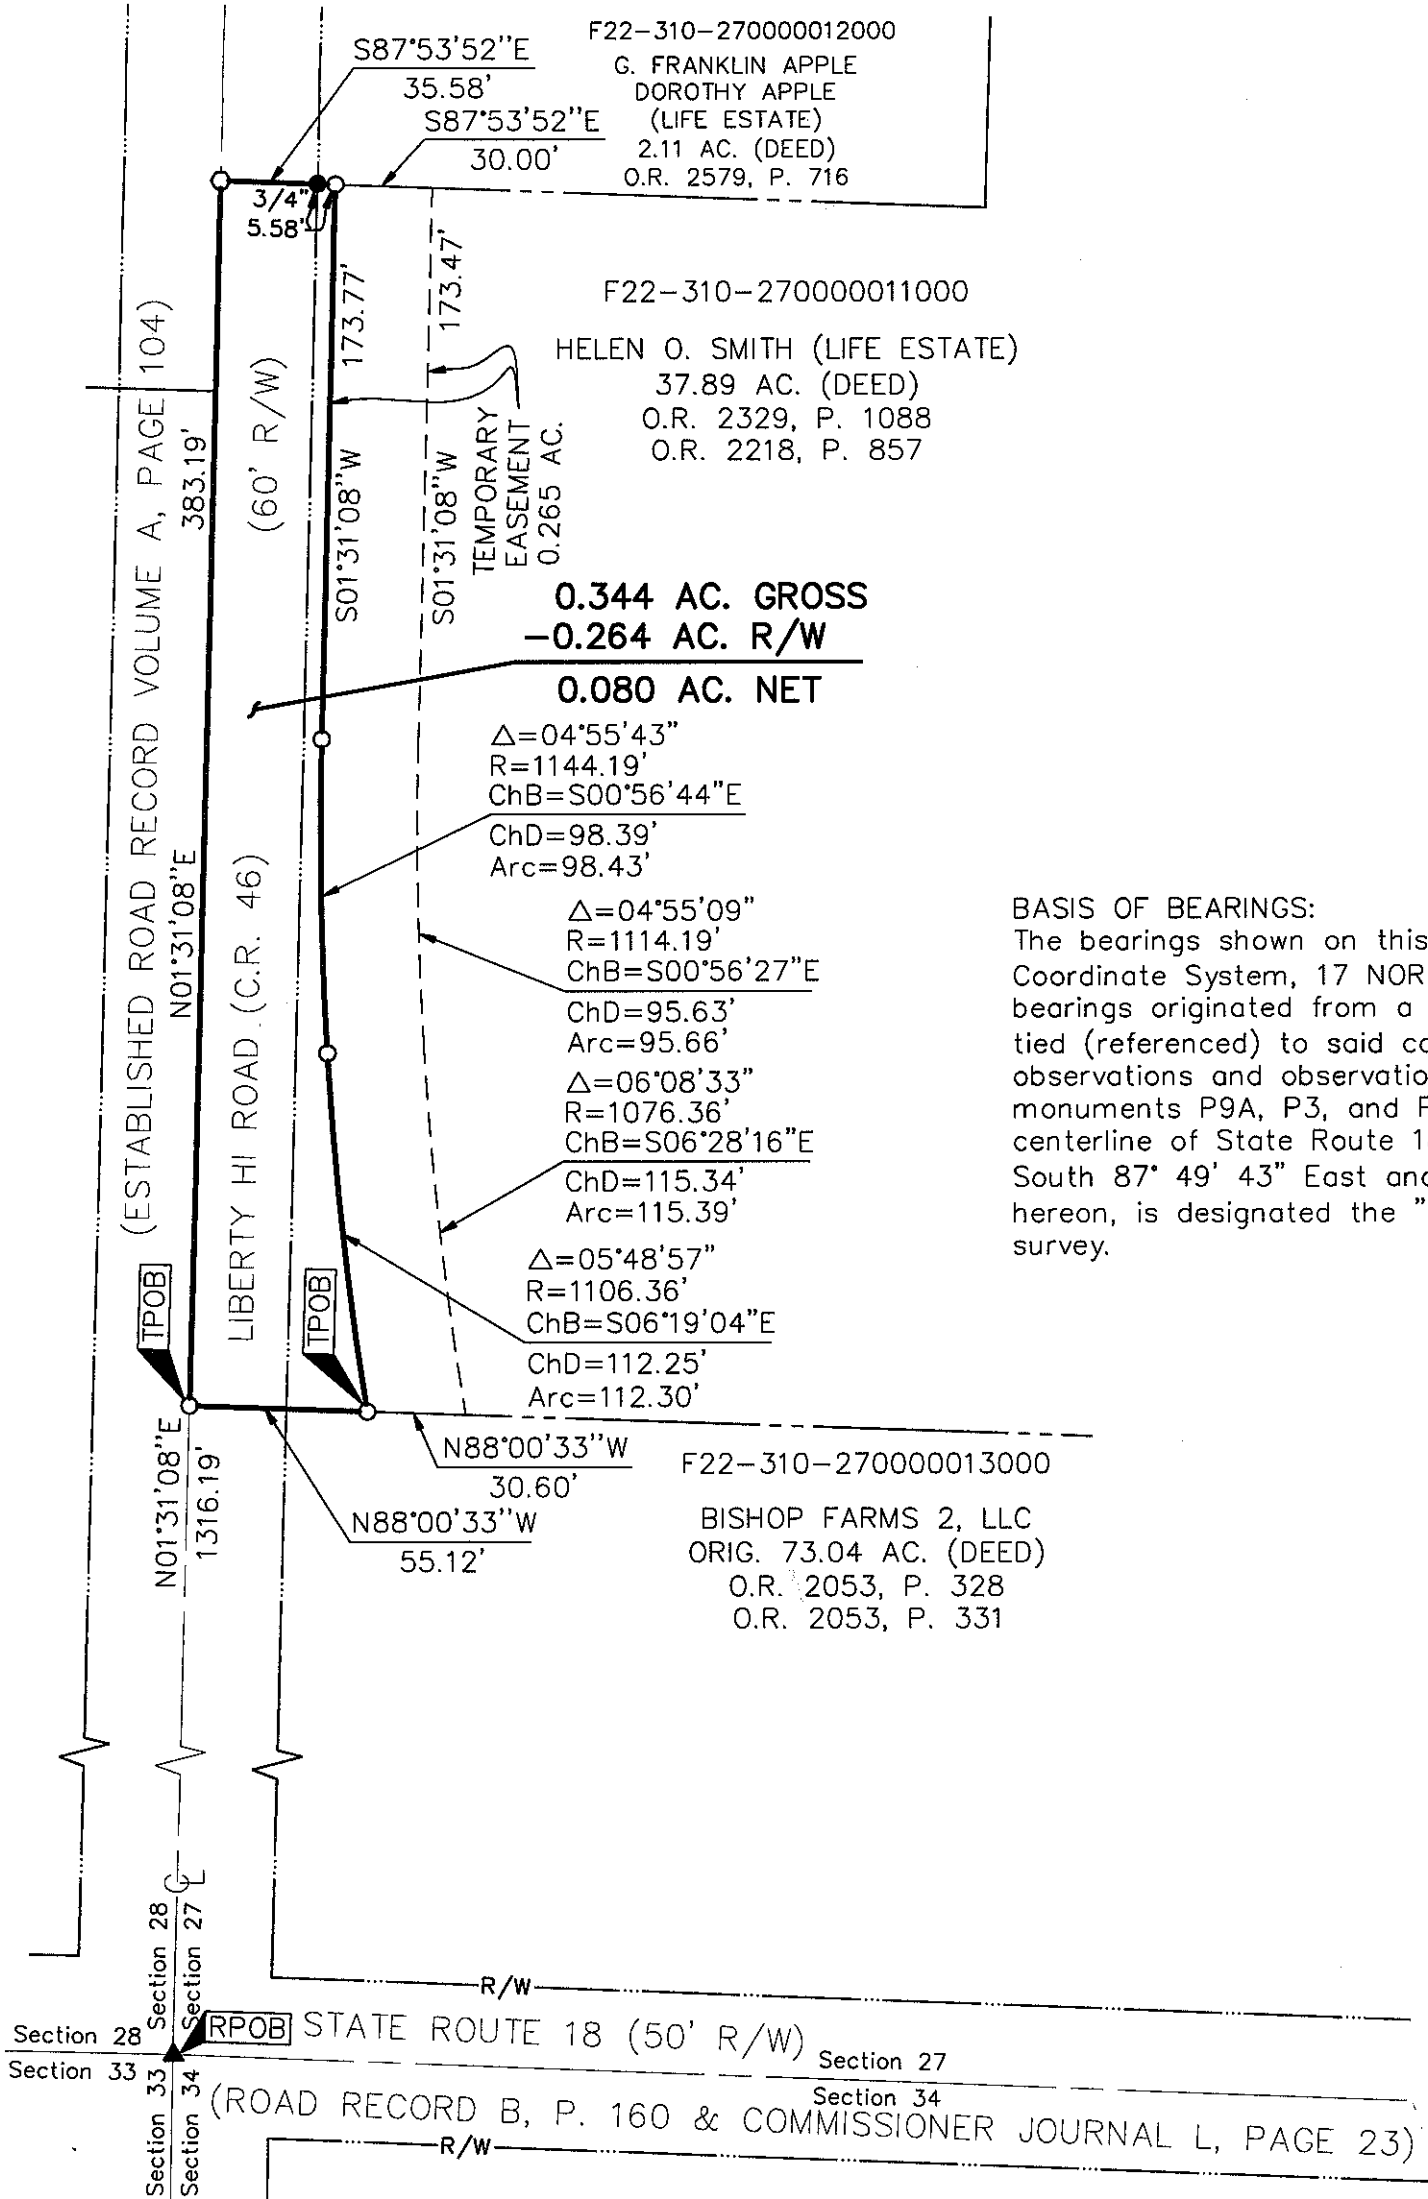 S87°53'52"E
35.58'
S87°53'52"E
30.00'
F22-310-270000012000
G. FRANKLIN APPLE
DOROTHY APPLE
(LIFE ESTATE)
2.11 AC. (DEED)
O.R. 2579, P. 716
3/4"
5.58'
173.77'
S01°31'08"W
173.47'
S01°31'08"W
F22-310-270000011000
HELEN O. SMITH (LIFE ESTATE)
37.89 AC. (DEED)
O.R. 2329, P. 1088
O.R. 2218, P. 857
TEMPORARY
EASEMENT
0.265 AC.
(ESTABLISHED ROAD RECORD VOLUME A, PAGE 104)
N01°31'08"E
383.19'
LIBERTY HI ROAD (C.R. 46)
(60' R/W)
0.344 AC. GROSS
-0.264 AC. R/W
0.080 AC. NET
△=04°55'43"
R=1144.19'
ChB=S00°56'44"E
ChD=98.39'
Arc=98.43'
△=04°55'09"
R=1114.19'
ChB=S00°56'27"E
ChD=95.63'
Arc=95.66'
△=06°08'33"
R=1076.36'
ChB=S06°28'16"E
ChD=115.34'
Arc=115.39'
△=05°48'57"
R=1106.36'
ChB=S06°19'04"E
ChD=112.25'
Arc=112.30'
BASIS OF BEARINGS:
The bearings shown on this
Coordinate System, 17 NOR
bearings originated from a
tied (referenced) to said co
observations and observatio
monuments P9A, P3, and
centerline of State Route 1
South 87° 49' 43" East and
hereon, is designated the "
survey.
TPOB
TPOB
N88°00'33"W
30.60'
N88°00'33"W
55.12'
N01°31'08"E
1316.19'
F22-310-270000013000
BISHOP FARMS 2, LLC
ORIG. 73.04 AC. (DEED)
O.R. 2053, P. 328
O.R. 2053, P. 331
CL
Section 28
Section 27
R/W
Section 28
RPOB
STATE ROUTE 18 (50' R/W)
Section 27
Section 33
Section 34
Section 33
Section 34
(ROAD RECORD B, P. 160 & COMMISSIONER JOURNAL L, PAGE 23)
R/W